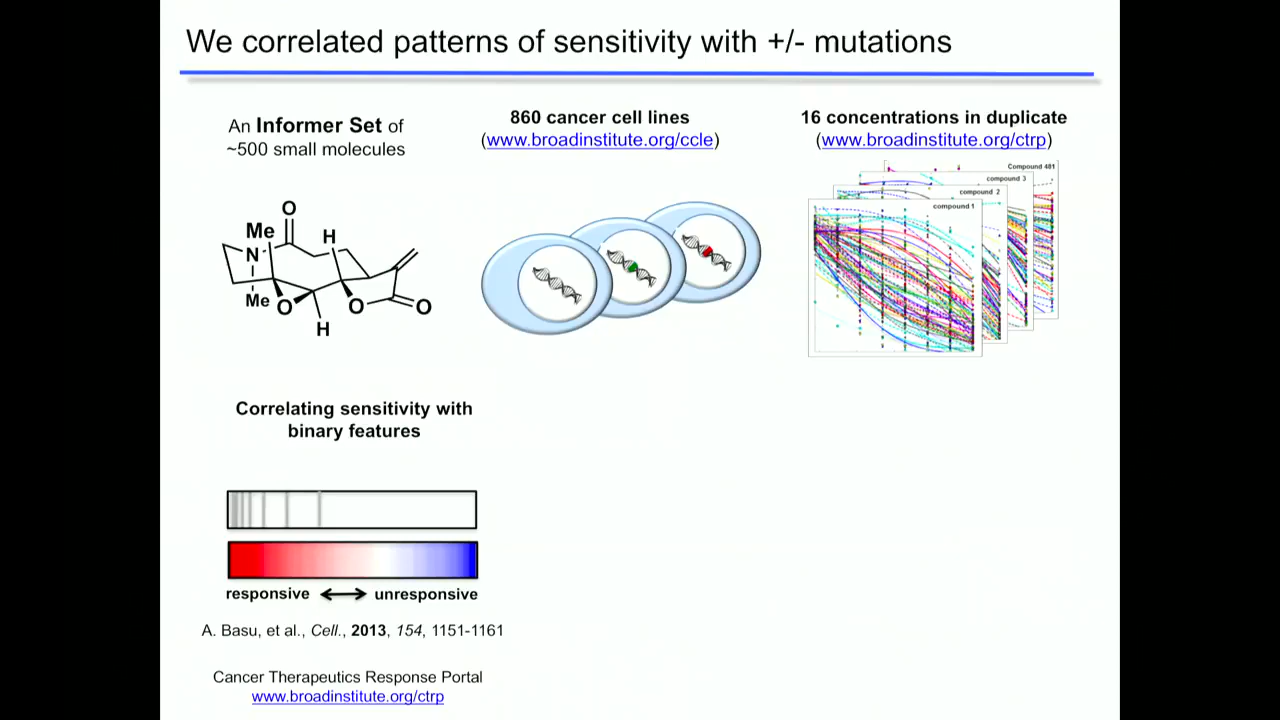 We correlated patterns of sensitivity with +/- mutations
An Informer Set of
~500 small molecules
860 cancer cell lines
(www.broadinstitute.org/ccle)
16 concentrations in duplicate
(www.broadinstitute.org/ctrp)
Compound 481
compound 3
compound 2
compound 1
O
Me
H
N
Me
O
O
O
H
Correlating sensitivity with
binary features
responsive
unresponsive
A. Basu, et al., Cell., 2013, 154, 1151-1161
Cancer Therapeutics Response Portal
www.broadinstitute.org/ctrp